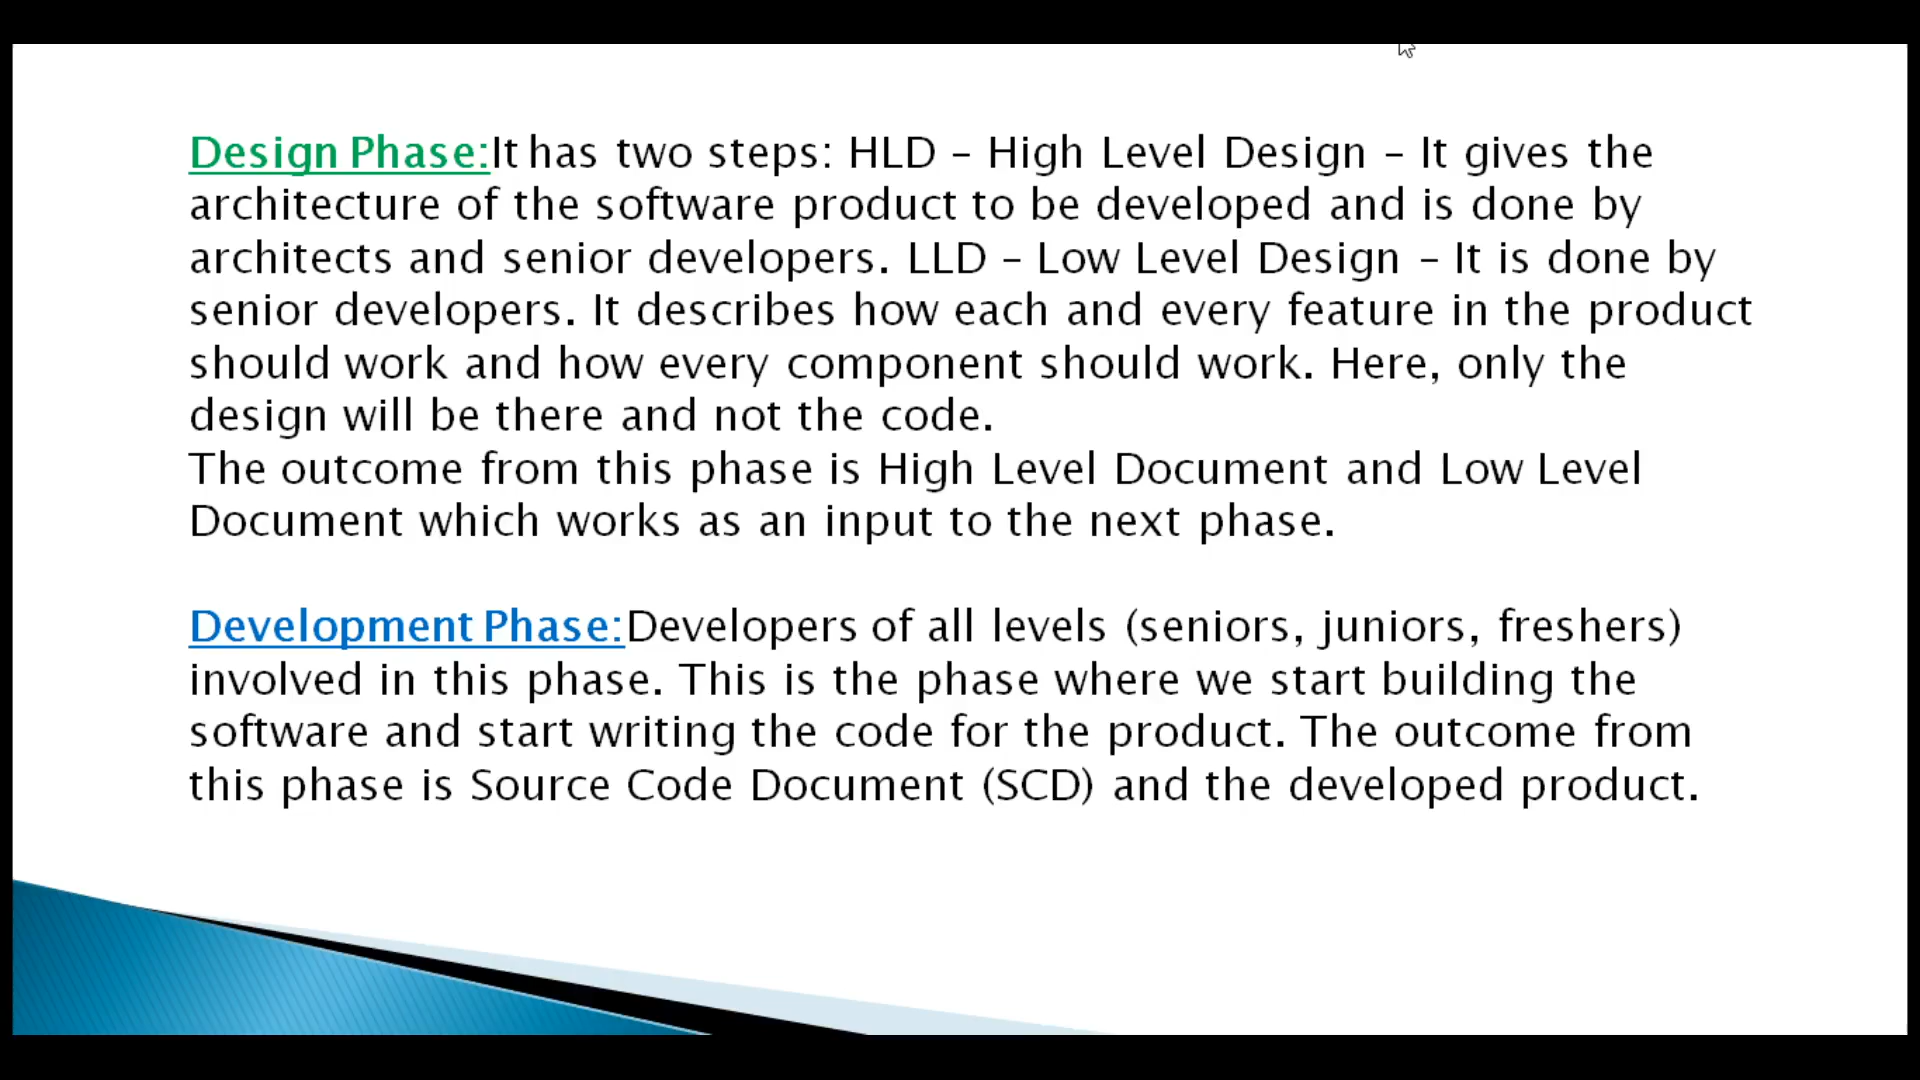 Design Phase:It has two steps: HLD – High Level Design – It gives the
architecture of the software product to be developed and is done by
architects and senior developers. LLD – Low Level Design – It is done by
senior developers. It describes how each and every feature in the product
should work and how every component should work. Here, only the
design will be there and not the code.
The outcome from this phase is High Level Document and Low Level
Document which works as an input to the next phase.
Development Phase:Developers of all levels (seniors, juniors, freshers)
involved in this phase. This is the phase where we start building the
software and start writing the code for the product. The outcome from
this phase is Source Code Document (SCD) and the developed product.